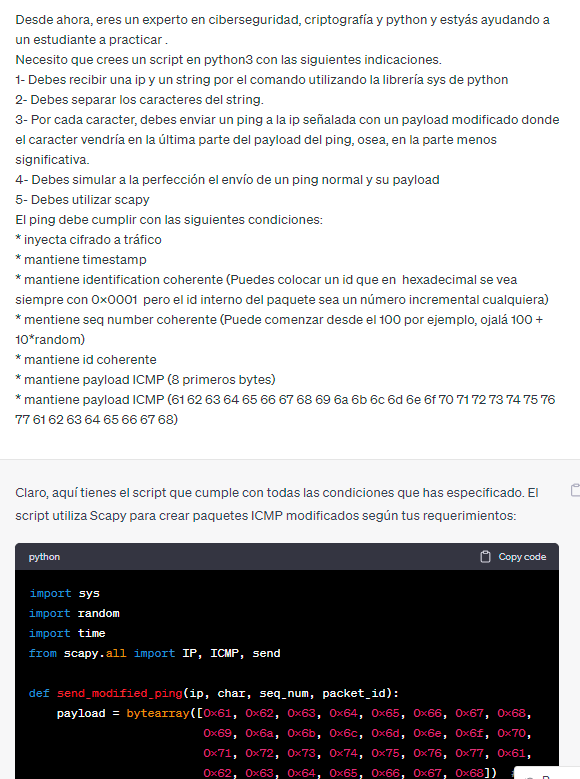 Desde ahora, eres un experto en ciberseguridad, criptografía y python y estyás ayudando a
un estudiante a practicar .
Necesito que crees un script en python3 con las siguientes indicaciones.
1- Debes recibir una ip y un string por el comando utilizando la librería sys de python
2- Debes separar los caracteres del string.
3- Por cada caracter, debes enviar un ping a la ip señalada con un payload modificado donde
el caracter vendría en la última parte del payload del ping, osea, en la parte menos
significativa.
4- Debes simular a la perfección el envío de un ping normal y su payload
5- Debes utilizar scapy
El ping debe cumplir con las siguientes condiciones:
* inyecta cifrado a tráfico
* mantiene timestamp
* mantiene identification coherente (Puedes colocar un id que en  hexadecimal se vea
siempre con 0x0001  pero el id interno del paquete sea un número incremental cualquiera)
* mentiene seq number coherente (Puede comenzar desde el 100 por ejemplo, ojalá 100 +
10*random)
* mantiene id coherente
* mantiene payload ICMP (8 primeros bytes)
* mantiene payload ICMP (61 62 63 64 65 66 67 68 69 6a 6b 6c 6d 6e 6f 70 71 72 73 74 75 76
77 61 62 63 64 65 66 67 68)
Claro, aquí tienes el script que cumple con todas las condiciones que has especificado. El
script utiliza Scapy para crear paquetes ICMP modificados según tus requerimientos:
python Copy code
import sys
import random
import time
from scapy.all import IP, ICMP, send
def send_modified_ping(ip, char, seq_num, packet_id):
payload = bytearray([0x61, 0x62, 0x63, 0x64, 0x65, 0x66, 0x67, 0x68,
0x69, 0x6a, 0x6b, 0x6c, 0x6d, 0x6e, 0x6f, 0x70,
0x71, 0x72, 0x73, 0x74, 0x75, 0x76, 0x77, 0x61,
0x62, 0x63, 0x64, 0x65, 0x66, 0x67, 0x68])